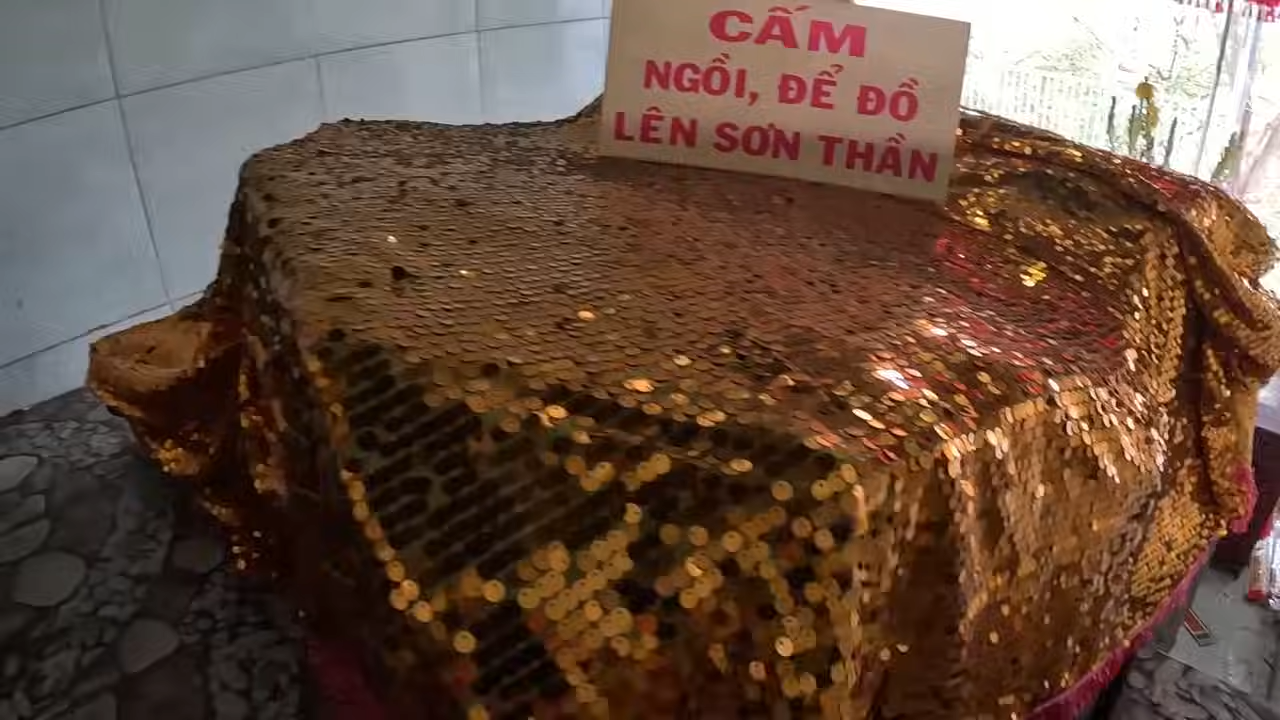 CẤM
NGỒI, ĐỂ ĐỒ
LÊN SƠN THẦN